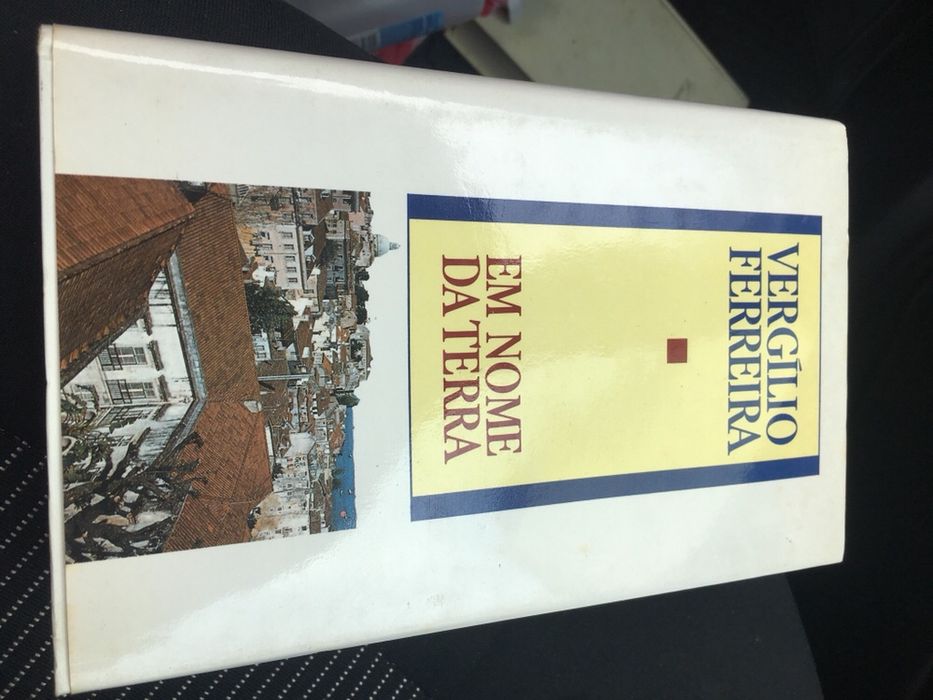 VERGÍLIO
FERREIRA
EM NOME
DA TERRA